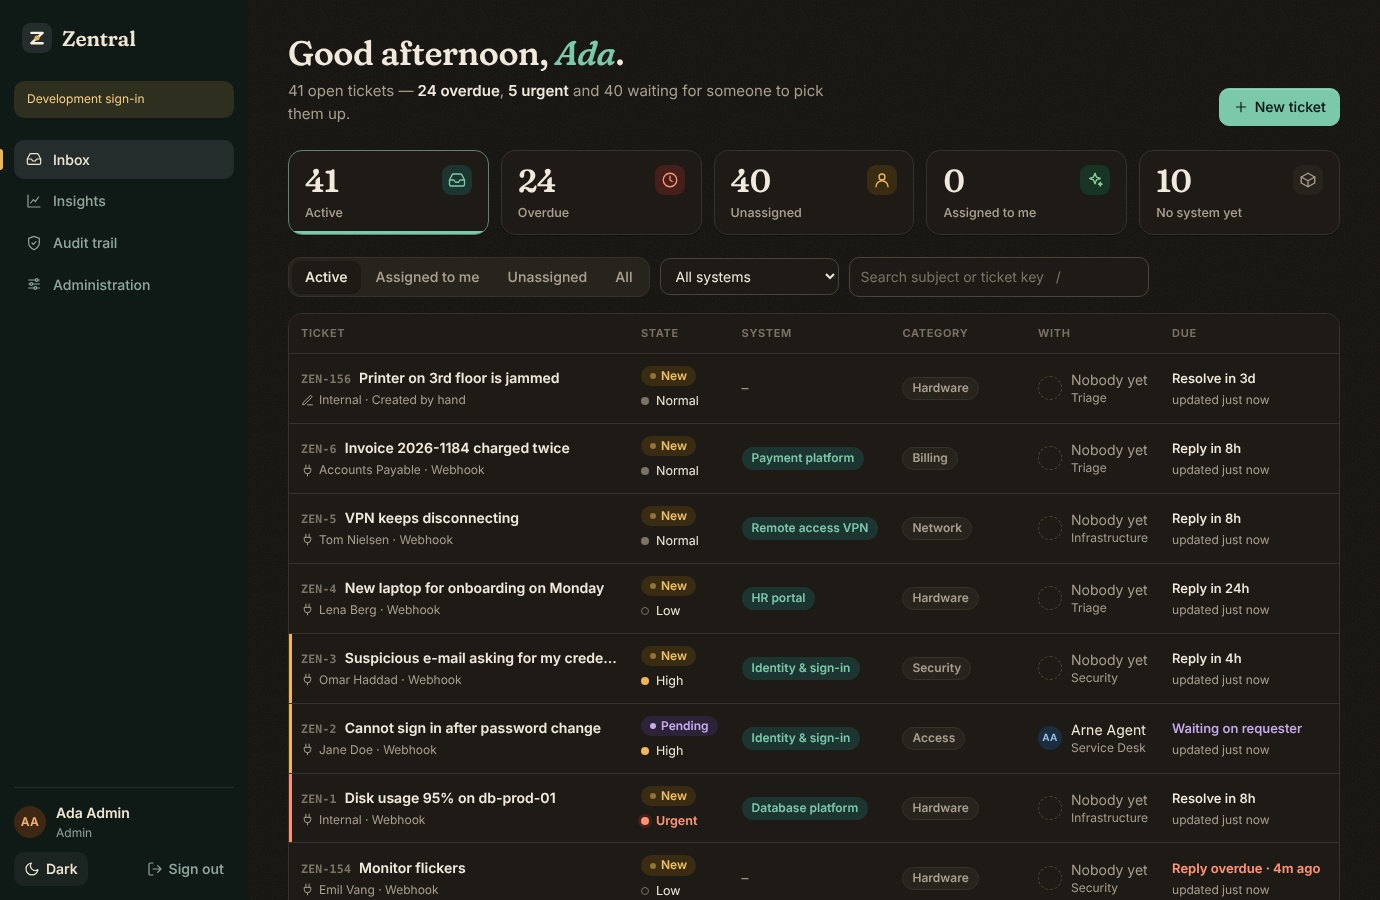 Zentral
Development sign-in
Inbox
Insights
Audit trail
Administration
AA
Ada Admin
Admin
Dark
Sign out
Good afternoon, Ada.
41 open tickets — 24 overdue, 5 urgent and 40 waiting for someone to pick
them up.
New ticket
41
Active
24
Overdue
40
Unassigned
0
Assigned to me
10
No system yet
Active Assigned to me Unassigned All
All systems
Search subject or ticket key /
TICKET STATE SYSTEM CATEGORY WITH DUE
ZEN-156 Printer on 3rd floor is jammed
Internal · Created by hand
New
Normal
–
Hardware
Nobody yet
Triage
Resolve in 3d
updated just now
ZEN-6 Invoice 2026-1184 charged twice
Accounts Payable · Webhook
New
Normal
Payment platform
Billing
Nobody yet
Triage
Reply in 8h
updated just now
ZEN-5 VPN keeps disconnecting
Tom Nielsen · Webhook
New
Normal
Remote access VPN
Network
Nobody yet
Infrastructure
Reply in 8h
updated just now
ZEN-4 New laptop for onboarding on Monday
Lena Berg · Webhook
New
Low
HR portal
Hardware
Nobody yet
Triage
Reply in 24h
updated just now
ZEN-3 Suspicious e-mail asking for my crede...
Omar Haddad · Webhook
New
High
Identity & sign-in
Security
Nobody yet
Security
Reply in 4h
updated just now
ZEN-2 Cannot sign in after password change
Jane Doe · Webhook
Pending
High
Identity & sign-in
Access
AA
Arne Agent
Service Desk
Waiting on requester
updated just now
ZEN-1 Disk usage 95% on db-prod-01
Internal · Webhook
New
Urgent
Database platform
Hardware
Nobody yet
Infrastructure
Resolve in 8h
updated just now
ZEN-154 Monitor flickers
Emil Vang · Webhook
New
Low
–
Hardware
Nobody yet
Security
Reply overdue · 4m ago
updated just now